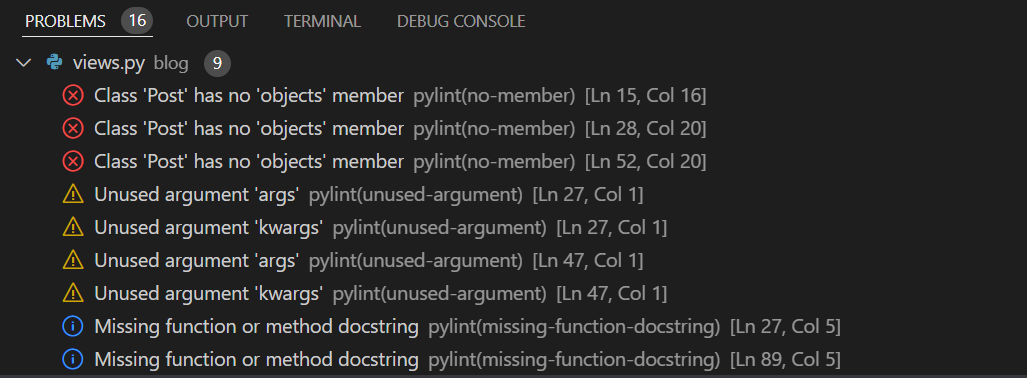 PROBLEMS 16 OUTPUT TERMINAL DEBUG CONSOLE
views.py blog 9
Class 'Post' has no 'objects' member pylint(no-member) [Ln 15, Col 16]
Class 'Post' has no 'objects' member pylint(no-member) [Ln 28, Col 20]
Class 'Post' has no 'objects' member pylint(no-member) [Ln 52, Col 20]
Unused argument 'args' pylint(unused-argument) [Ln 27, Col 1]
Unused argument 'kwargs' pylint(unused-argument) [Ln 27, Col 1]
Unused argument 'args' pylint(unused-argument) [Ln 47, Col 1]
Unused argument 'kwargs' pylint(unused-argument) [Ln 47, Col 1]
Missing function or method docstring pylint(missing-function-docstring) [Ln 27, Col 5]
Missing function or method docstring pylint(missing-function-docstring) [Ln 89, Col 5]